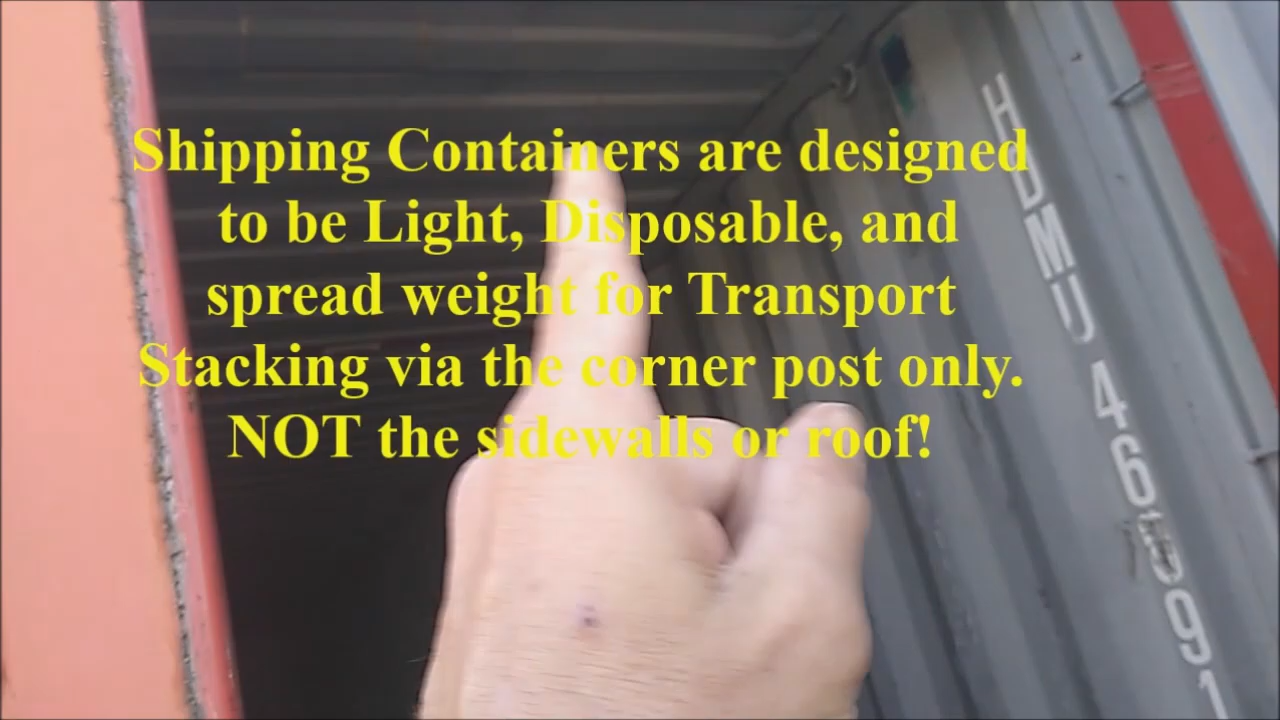 Shipping Containers are designed
to be Light, Disposable, and
spread weight for Transport
Stacking via the corner post only.
NOT the sidewalls or roof!
HDMU 46